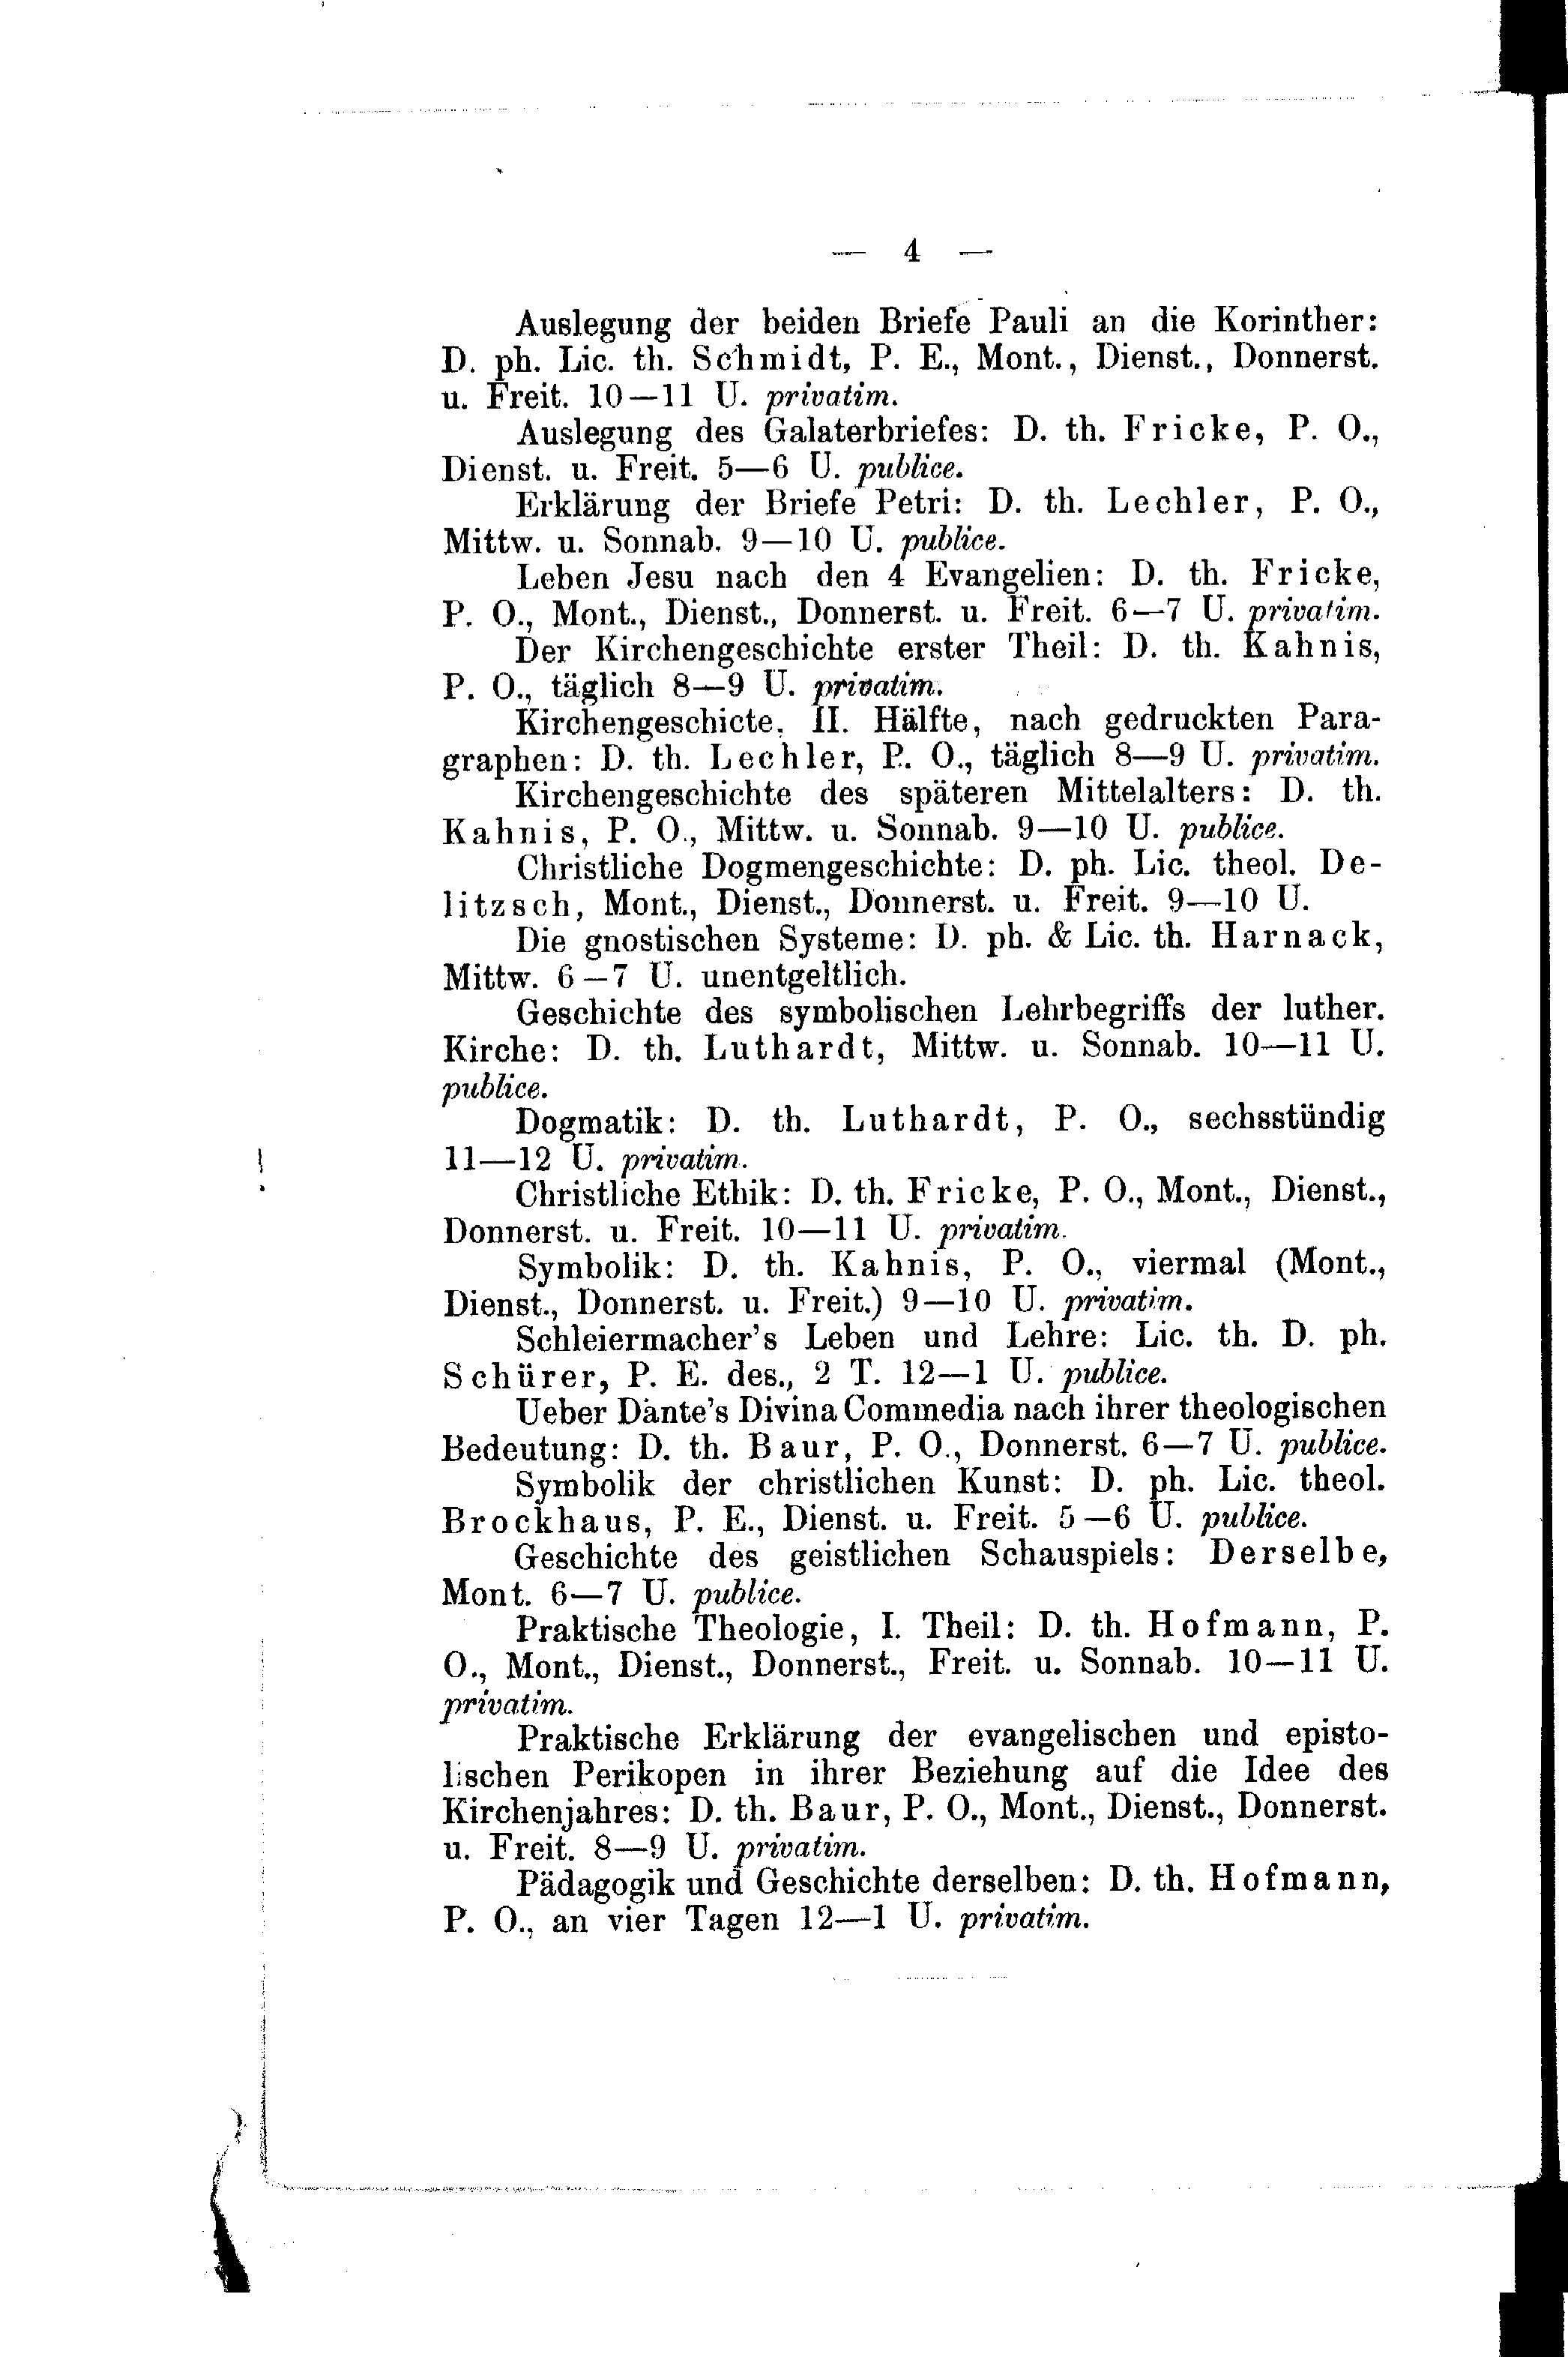 — 4 —
Auslegung der beiden Briefe Pauli an die Korinther:
D. ph. Lic. th. Schmidt, P. E., Mont., Dienst., Donnerst.
u. Freit. 10—11 U. privatim.
Auslegung des Galaterbriefes: D. th. Fricke, P. O.,
Dienst. u. Freit. 5—6 U. publice.
Erklärung der Briefe Petri: D. th. Lechler, P. O.,
Mittw. u. Sonnab. 9—10 U. publice.
Leben Jesu nach den 4 Evangelien: D. th. Fricke,
P. O., Mont., Dienst., Donnerst. u. Freit. 6—7 U. privatim.
Der Kirchengeschichte erster Theil: D. th. Kahnis,
P. O., täglich 8—9 U. privatim.
Kirchengeschicte, II. Hälfte, nach gedruckten Para-
graphen: D. th. Lechler, P. O., täglich 8—9 U. privatim.
Kirchengeschichte des späteren Mittelalters: D. th.
Kahnis, P. O., Mittw. u. Sonnab. 9—10 U. publice.
Christliche Dogmengeschichte: D. ph. Lic. theol. De-
litzsch, Mont., Dienst., Donnerst. u. Freit. 9—10 U.
Die gnostischen Systeme: D. ph. & Lic. th. Harnack,
Mittw. 6—7 U. unentgeltlich.
Geschichte des symbolischen Lehrbegriffs der luther.
Kirche: D. th. Luthardt, Mittw. u. Sonnab. 10—11 U.
publice.
Dogmatik: D. th. Luthardt, P. O., sechsstündig
11—12 U. privatim.
Christliche Ethik: D. th. Fricke, P. O., Mont., Dienst.,
Donnerst. u. Freit. 10—11 U. privatim.
Symbolik: D. th. Kahnis, P. O., viermal (Mont.,
Dienst., Donnerst. u. Freit.) 9—10 U. privatim.
Schleiermacher's Leben und Lehre: Lic. th. D. ph.
Schürer, P. E. des., 2 T. 12—1 U. publice.
Ueber Dante's Divina Commedia nach ihrer theologischen
Bedeutung: D. th. Baur, P. O., Donnerst. 6—7 U. publice.
Symbolik der christlichen Kunst: D. ph. Lic. theol.
Brockhaus, P. E., Dienst. u. Freit. 5—6 U. publice.
Geschichte des geistlichen Schauspiels: Derselbe,
Mont. 6—7 U. publice.
Praktische Theologie, I. Theil: D. th. Hofmann, P.
O., Mont., Dienst., Donnerst., Freit. u. Sonnab. 10—11 U.
privatim.
Praktische Erklärung der evangelischen und episto-
lischen Perikopen in ihrer Beziehung auf die Idee des
Kirchenjahres: D. th. Baur, P. O., Mont., Dienst., Donnerst.
u. Freit. 8—9 U. privatim.
Pädagogik und Geschichte derselben: D. th. Hofmann,
P. O., an vier Tagen 12—1 U. privatim.